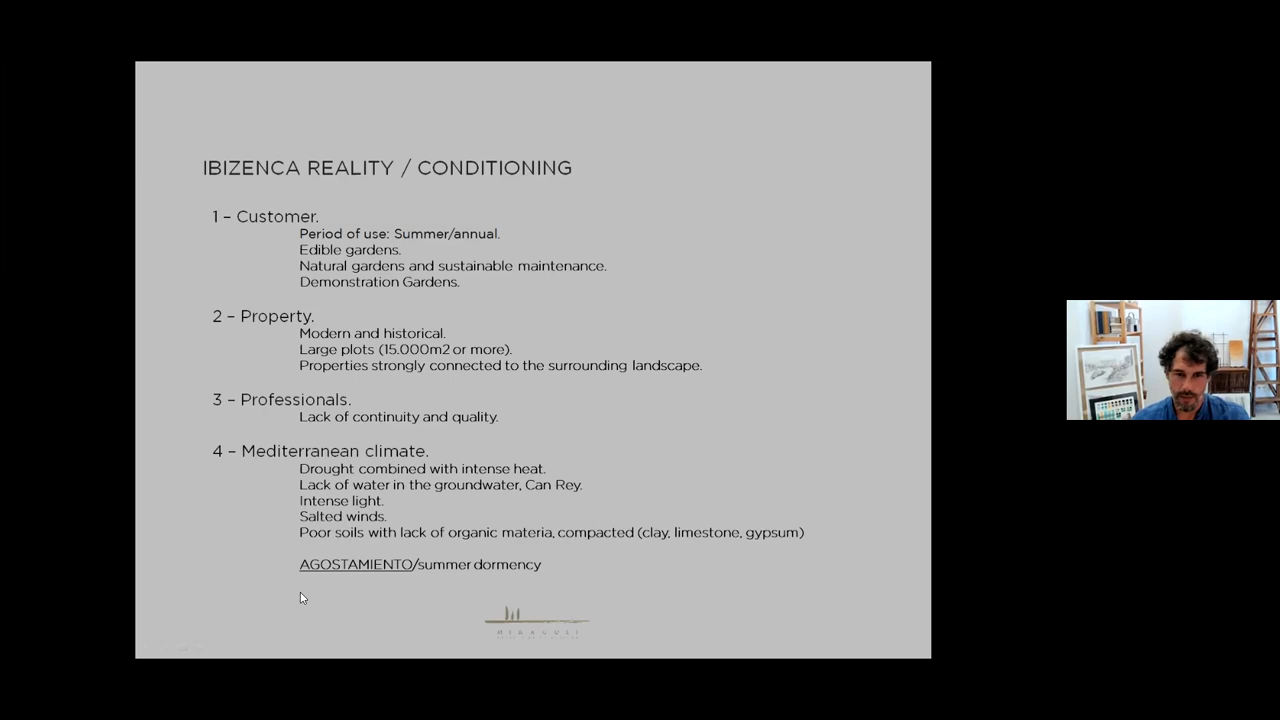 IBIZENCA REALITY / CONDITIONING
1 – Customer.
Period of use: Summer/annual.
Edible gardens.
Natural gardens and sustainable maintenance.
Demonstration Gardens.
2 – Property.
Modern and historical.
Large plots (15.000m2 or more).
Properties strongly connected to the surrounding landscape.
3 – Professionals.
Lack of continuity and quality.
4 – Mediterranean climate.
Drought combined with intense heat.
Lack of water in the groundwater, Can Rey.
Intense light.
Salted winds.
Poor soils with lack of organic materia, compacted (clay, limestone, gypsum)
AGOSTAMIENTO/summer dormency